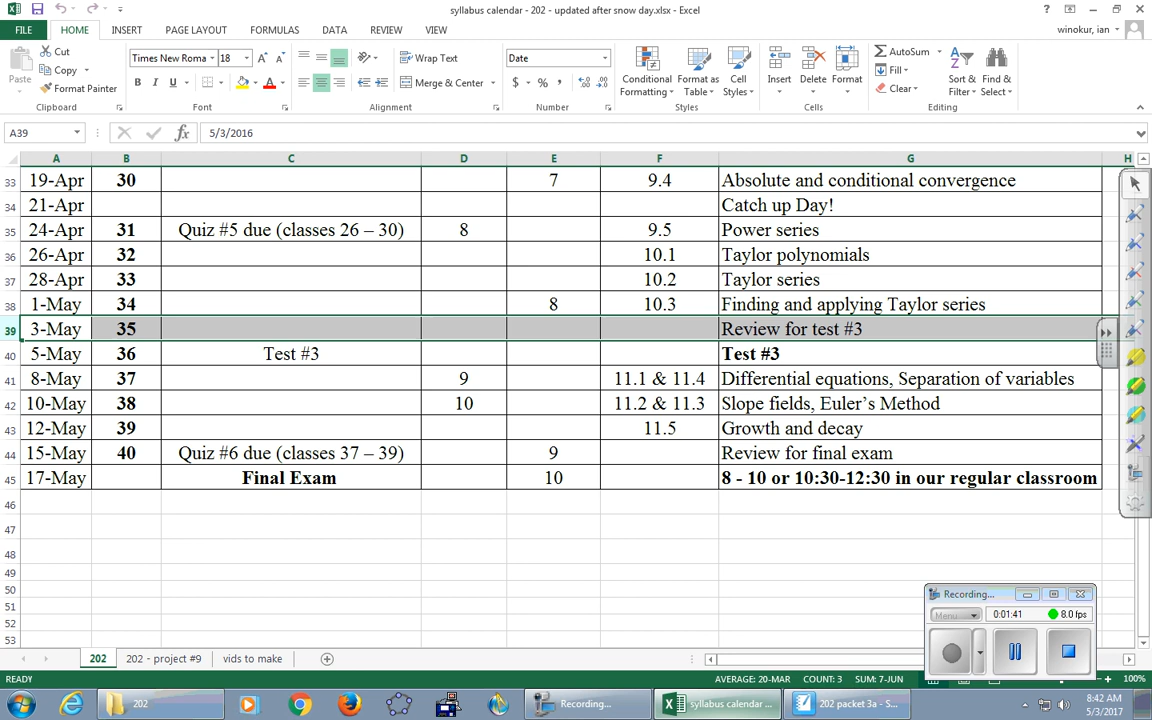 syllabus calendar - 202 - updated after snow day.xlsx - Excel
FILE HOME INSERT PAGE LAYOUT FORMULAS DATA REVIEW VIEW winokur, ian
Paste Cut Copy Format Painter Clipboard
Times New Roma 18 B I U A Font
Wrap Text Merge & Center Alignment
Date $ % , Number
Conditional Formatting Format as Table Cell Styles Styles
Insert Delete Format Cells
AutoSum Fill Clear Sort & Filter Find & Select Editing
A39 fx 5/3/2016
A B C D E F G H
33 19-Apr 30 7 9.4 Absolute and conditional convergence
34 21-Apr Catch up Day!
35 24-Apr 31 Quiz #5 due (classes 26 – 30) 8 9.5 Power series
36 26-Apr 32 10.1 Taylor polynomials
37 28-Apr 33 10.2 Taylor series
38 1-May 34 8 10.3 Finding and applying Taylor series
39 3-May 35 Review for test #3
40 5-May 36 Test #3 Test #3
41 8-May 37 9 11.1 & 11.4 Differential equations, Separation of variables
42 10-May 38 10 11.2 & 11.3 Slope fields, Euler’s Method
43 12-May 39 11.5 Growth and decay
44 15-May 40 Quiz #6 due (classes 37 – 39) 9 Review for final exam
45 17-May Final Exam 10 8 - 10 or 10:30-12:30 in our regular classroom
46
47
48
49
50
51
52
53
Recording...
Menu 0:01:41 8.0 fps
202 202 - project #9 vids to make
READY AVERAGE: 20-MAR COUNT: 3 SUM: 7-JUN 100%
202 Recording... syllabus calendar ... 202 packet 3a - S... 8:42 AM
5/3/2017